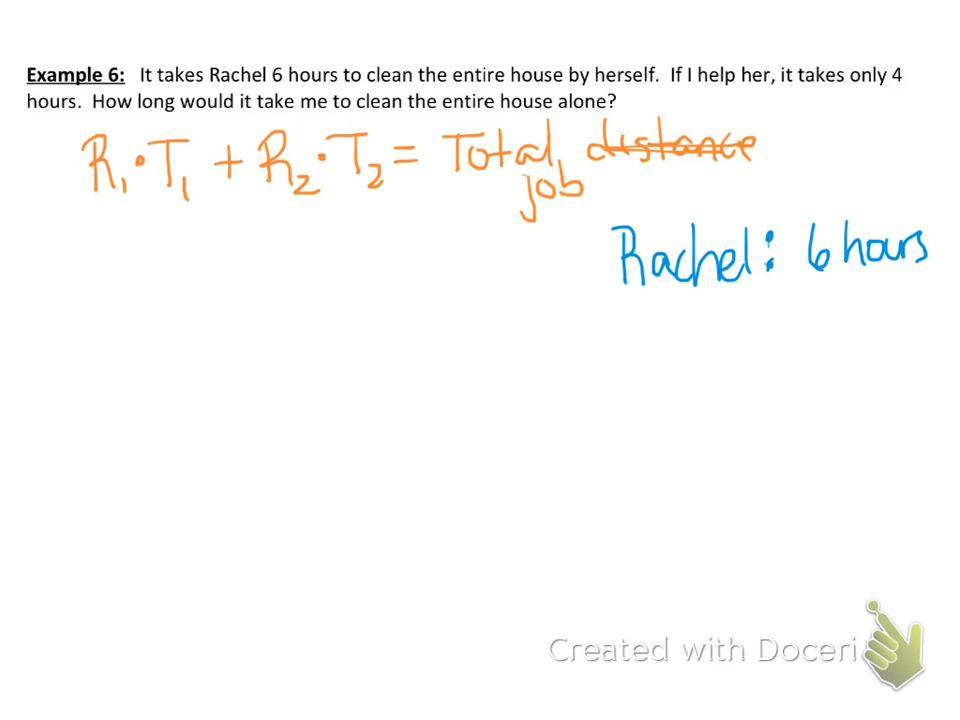 Example 6: It takes Rachel 6 hours to clean the entire house by herself. If I help her, it takes only 4
hours. How long would it take me to clean the entire house alone?
R₁•T₁ + R₂•T₂ = Total distance
job
Rachel: 6 hours
Created with Doceri